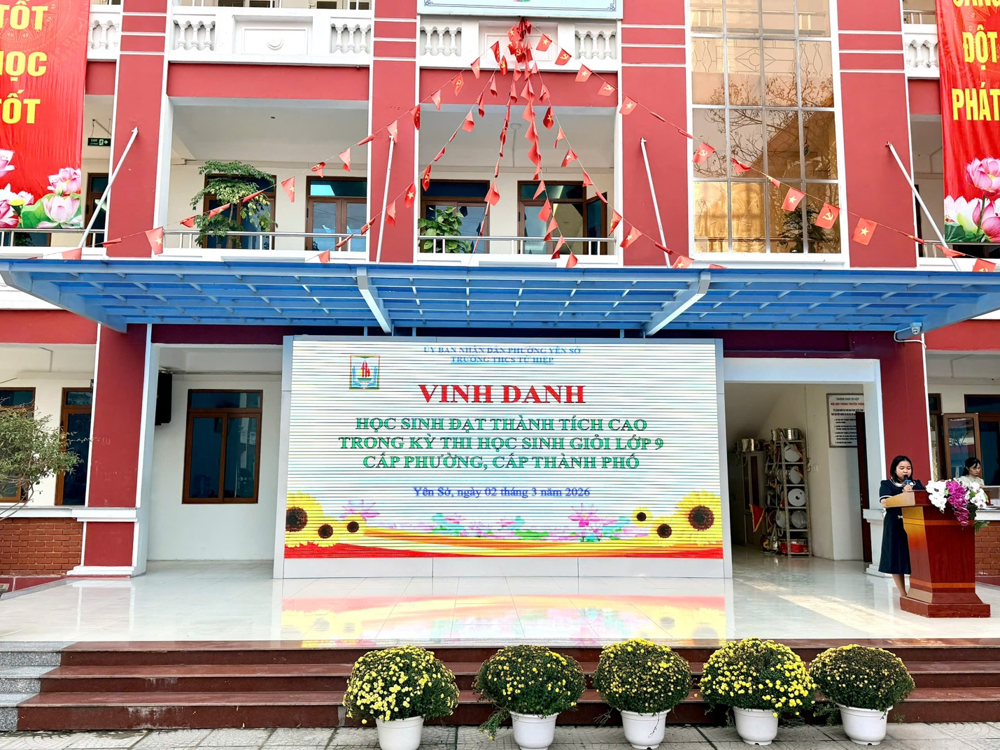 TỐT
HỌC
TỐT
ĐỘT
PHÁT
EXIT
ỦY BAN NHÂN DÂN PHƯỜNG YÊN SỞ
TRƯỜNG THCS TỨ HIỆP
VINH DANH
HỌC SINH ĐẠT THÀNH TÍCH CAO
TRONG KỲ THI HỌC SINH GIỎI LỚP 9
CẤP PHƯỜNG, CẤP THÀNH PHỐ
Yên Sở, ngày 02 tháng 3 năm 2026